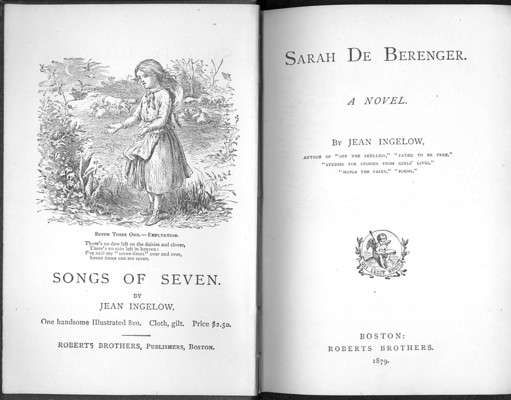 Seven Times One.—Exultation.
There's no dew left on the daisies and clover,
There's no rain left in heaven:
I've said my "seven times" over and over,
Seven times one are seven.
SONGS OF SEVEN.
BY
JEAN INGELOW.
One handsome Illustrated 8vo. Cloth, gilt. Price $2.50.
ROBERTS BROTHERS, Publishers, Boston.
Sarah De Berenger.
A NOVEL.
By JEAN INGELOW,
AUTHOR OF "OFF THE SKELLIGS," "FATED TO BE FREE,"
"STUDIES FOR STORIES FROM GIRLS' LIVES,"
"MOPSA THE FAIRY," "POEMS."
BOSTON:
ROBERTS BROTHERS.
1879.